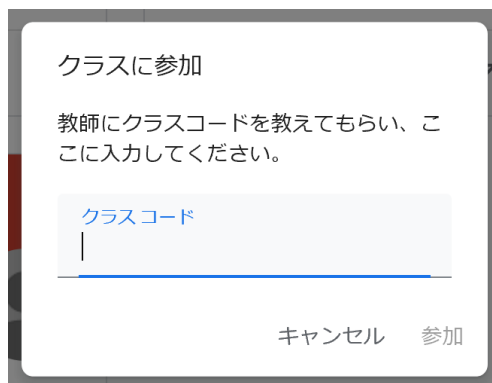 クラスに参加
教師にクラスコードを教えてもらい、こ
こに入力してください。
クラス コード
キャンセル 参加